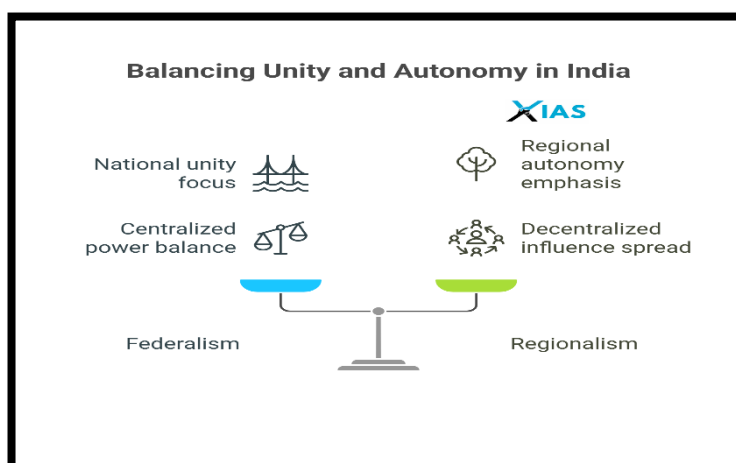 Balancing Unity and Autonomy in India
XIAS
National unity
focus
Regional
autonomy
emphasis
Centralized
power balance
Decentralized
influence spread
Federalism
Regionalism